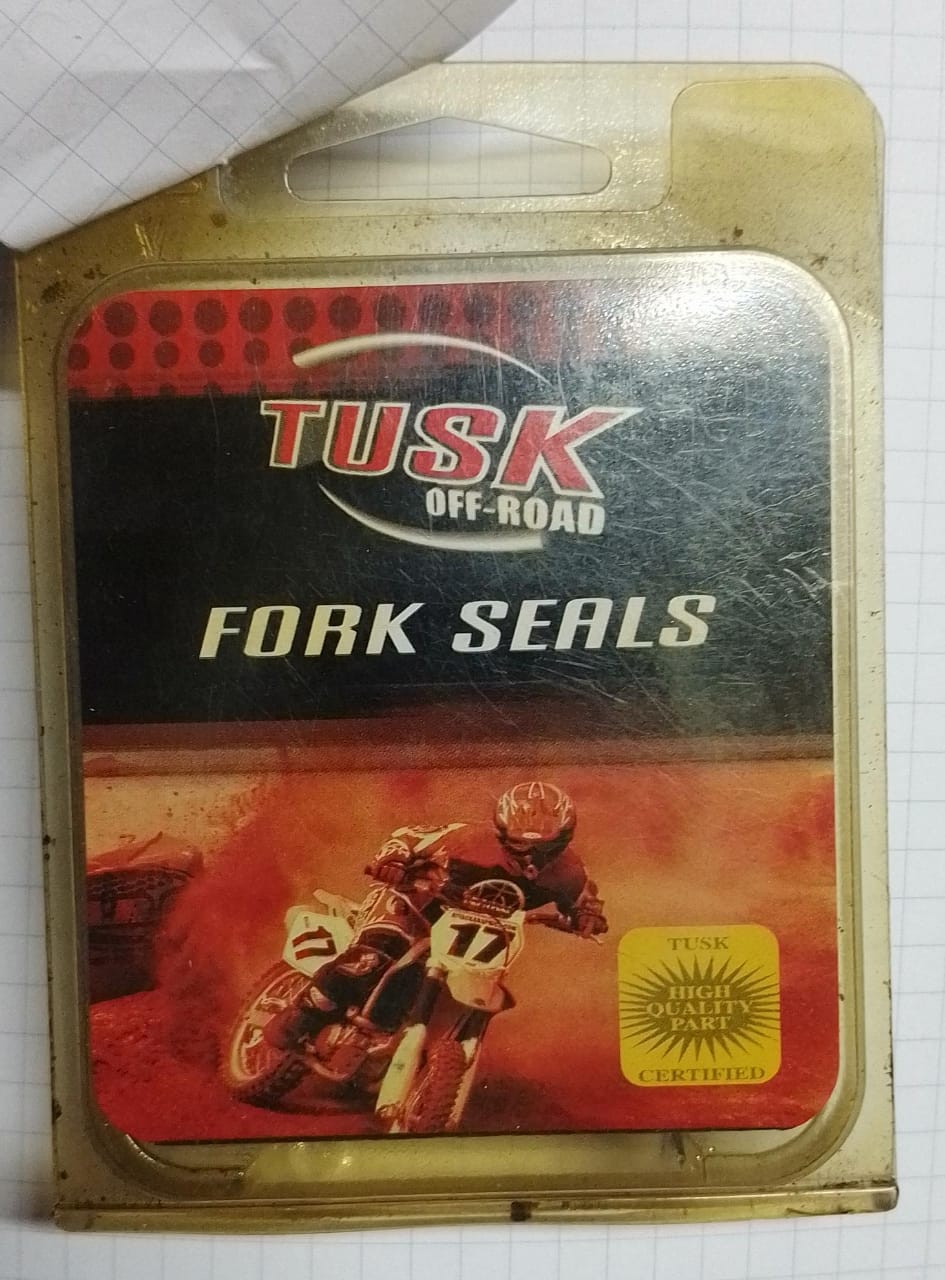 TUSK
OFF-ROAD
FORK SEALS
17
17
TUSK
HIGH
QUALITY
PART
CERTIFIED